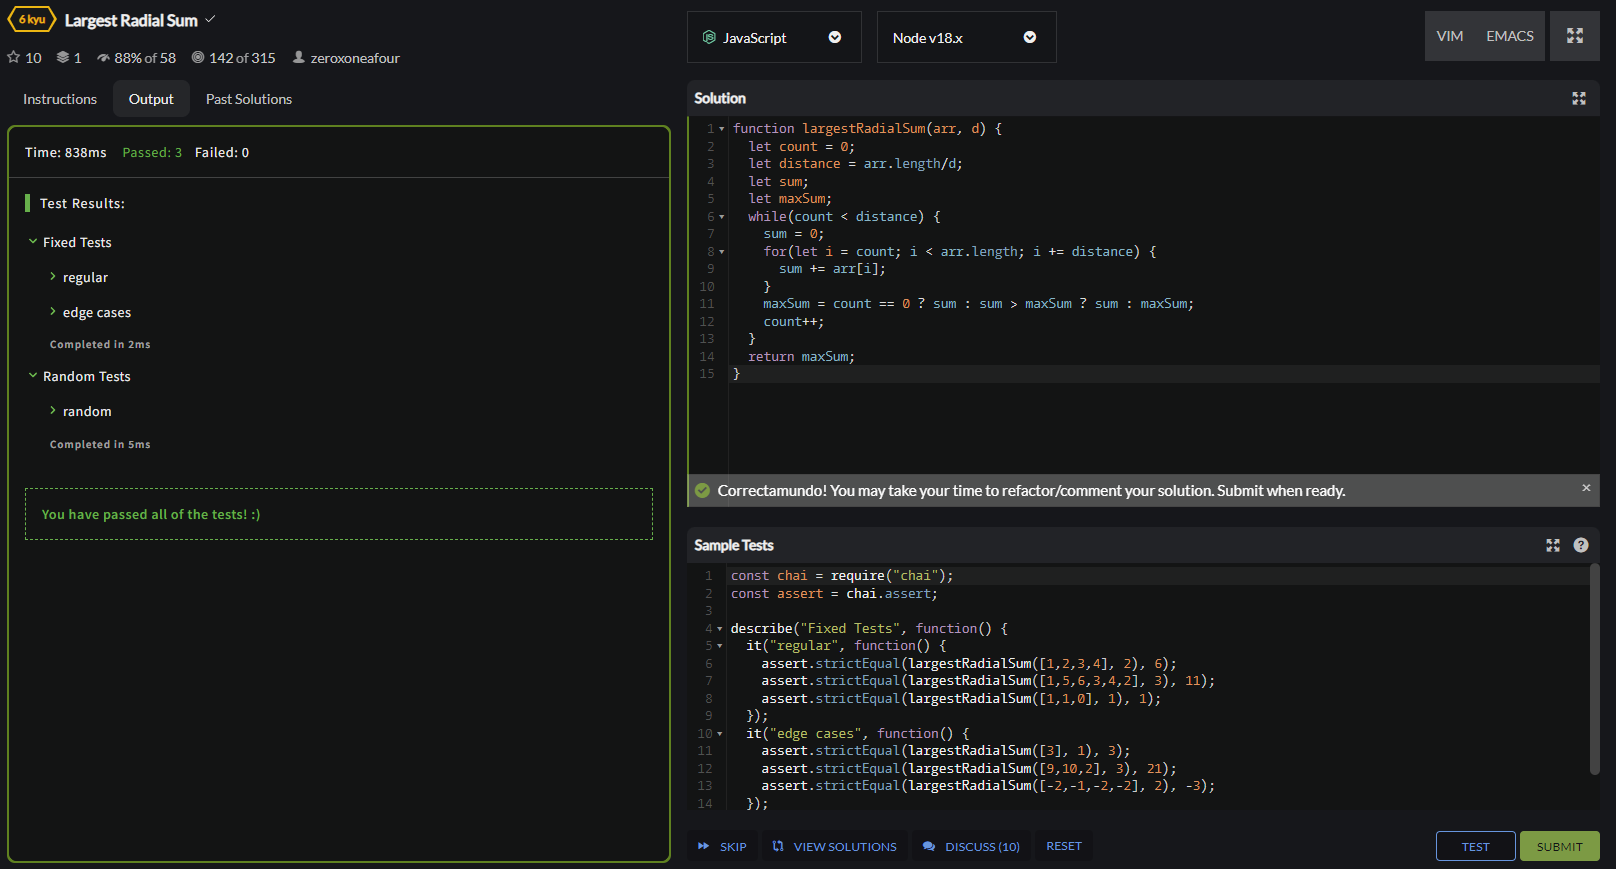 6 kyu Largest Radial Sum
10 1 88% of 58 142 of 315 zeroxoneafour
Instructions Output Past Solutions
Time: 838ms Passed: 3 Failed: 0
Test Results:
Fixed Tests
regular
edge cases
Completed in 2ms
Random Tests
random
Completed in 5ms
You have passed all of the tests! :)
JavaScript Node v18.x VIM EMACS
Solution
1 function largestRadialSum(arr, d) {
2 let count = 0;
3 let distance = arr.length/d;
4 let sum;
5 let maxSum;
6 while(count < distance) {
7 sum = 0;
8 for(let i = count; i < arr.length; i += distance) {
9 sum += arr[i];
10 }
11 maxSum = count == 0 ? sum : sum > maxSum ? sum : maxSum;
12 count++;
13 }
14 return maxSum;
15 }
Correctamundo! You may take your time to refactor/comment your solution. Submit when ready. ×
Sample Tests ?
1 const chai = require("chai");
2 const assert = chai.assert;
3
4 describe("Fixed Tests", function() {
5 it("regular", function() {
6 assert.strictEqual(largestRadialSum([1,2,3,4], 2), 6);
7 assert.strictEqual(largestRadialSum([1,5,6,3,4,2], 3), 11);
8 assert.strictEqual(largestRadialSum([1,1,0], 1), 1);
9 });
10 it("edge cases", function() {
11 assert.strictEqual(largestRadialSum([3], 1), 3);
12 assert.strictEqual(largestRadialSum([9,10,2], 3), 21);
13 assert.strictEqual(largestRadialSum([-2,-1,-2,-2], 2), -3);
14 });
SKIP VIEW SOLUTIONS DISCUSS (10) RESET TEST SUBMIT